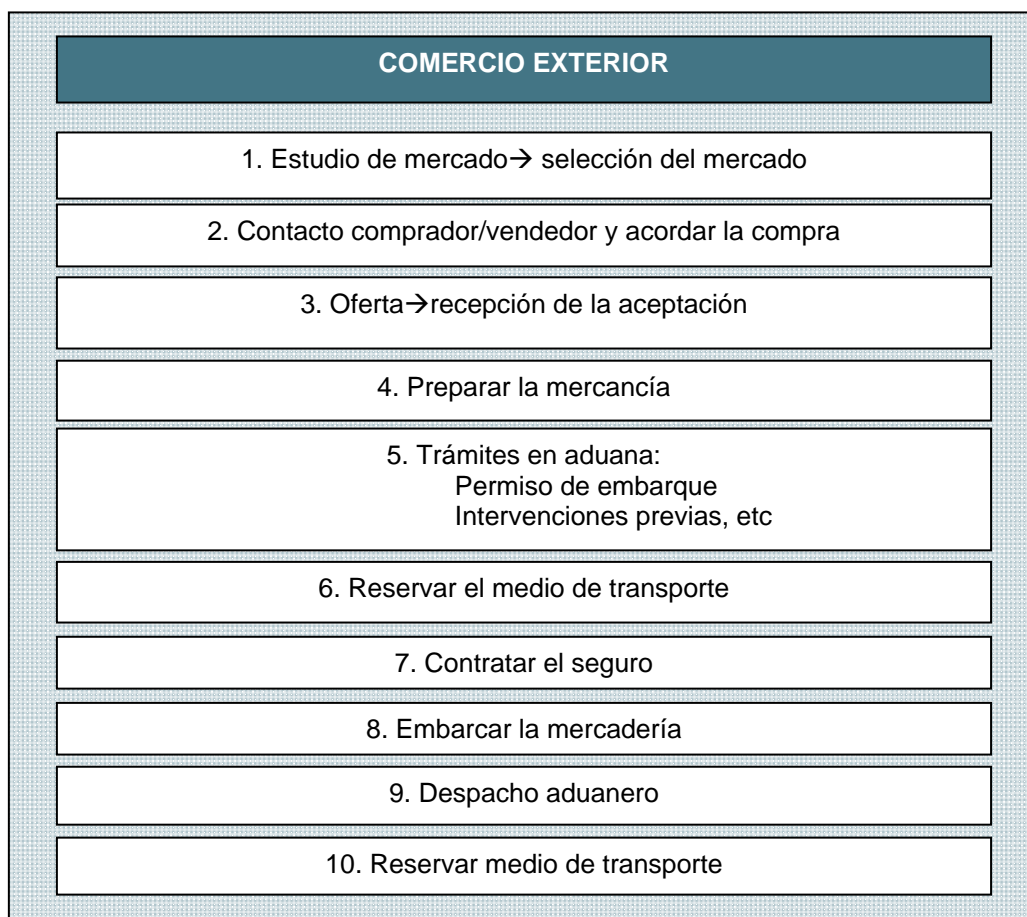 COMERCIO EXTERIOR
1. Estudio de mercado→ selección del mercado
2. Contacto comprador/vendedor y acordar la compra
3. Oferta→recepción de la aceptación
4. Preparar la mercancía
5. Trámites en aduana:
Permiso de embarque
Intervenciones previas, etc
6. Reservar el medio de transporte
7. Contratar el seguro
8. Embarcar la mercadería
9. Despacho aduanero
10. Reservar medio de transporte